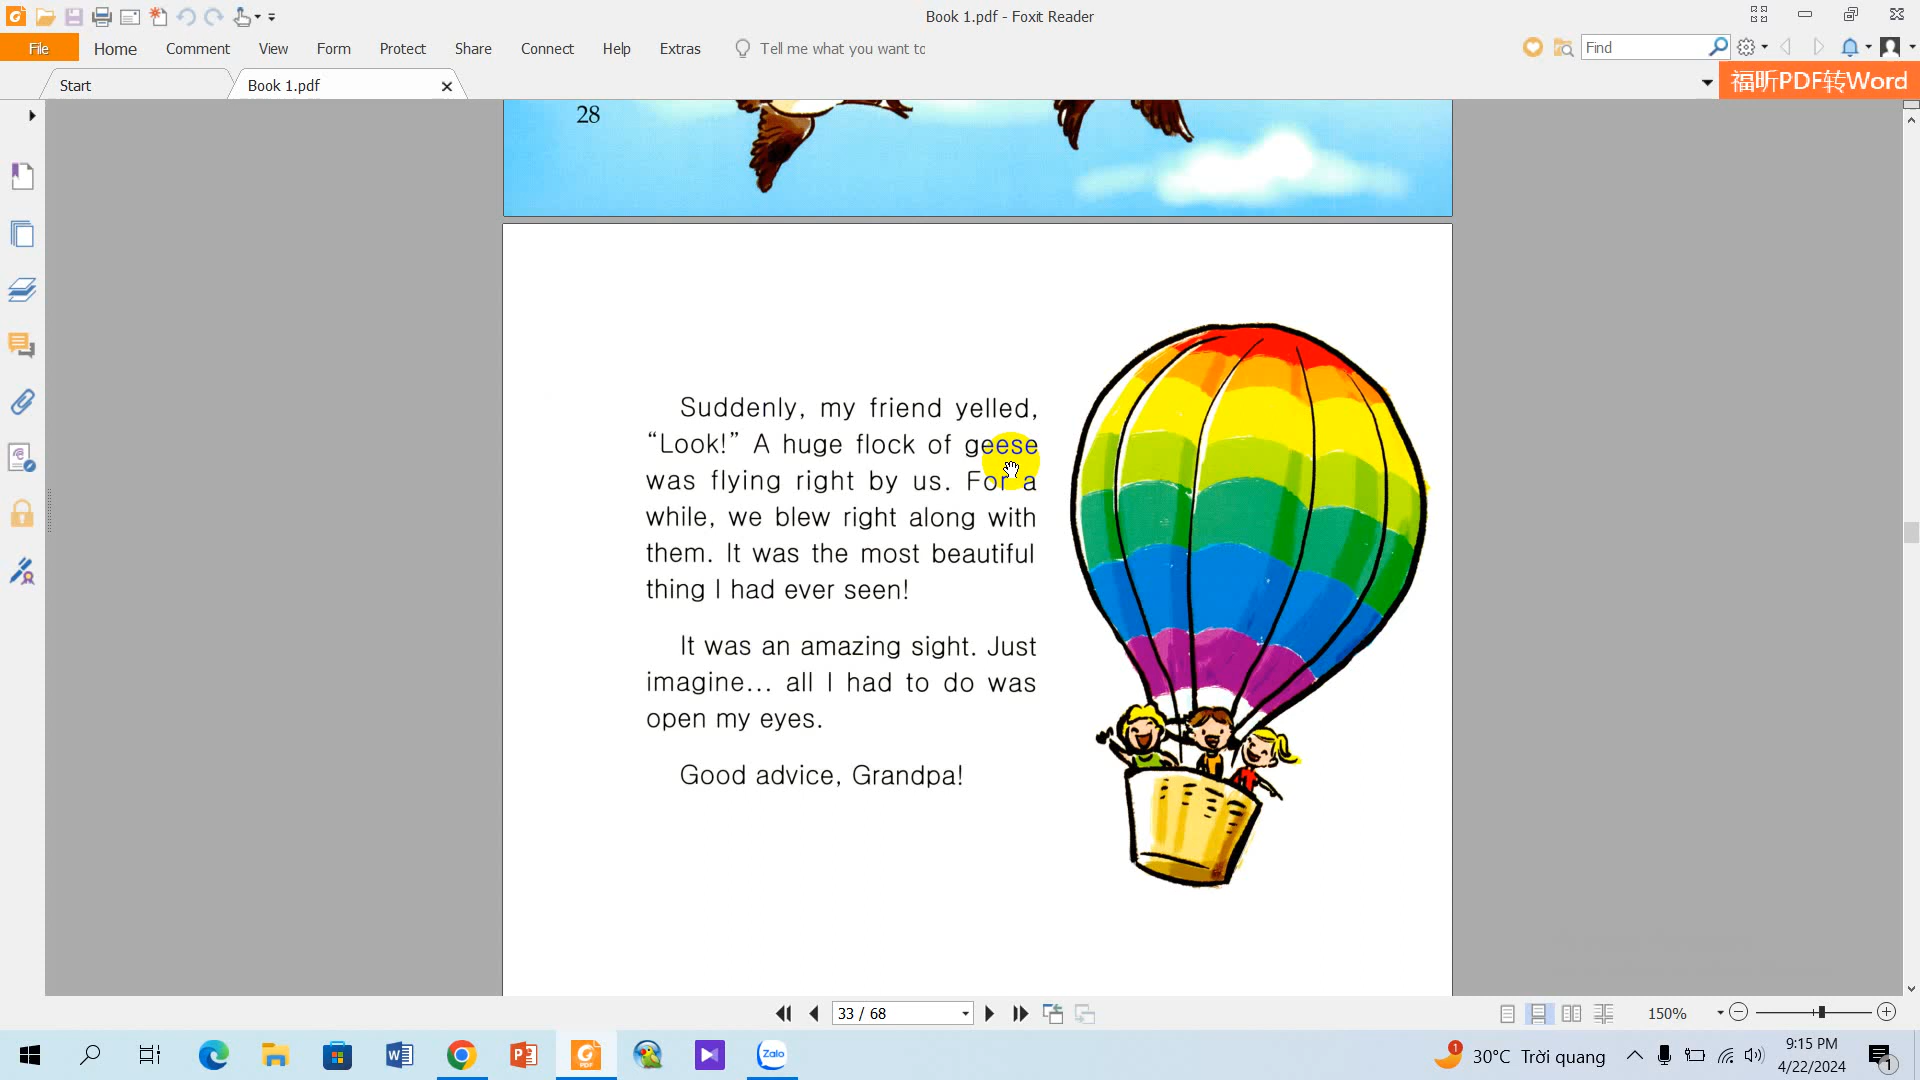 Book 1.pdf - Foxit Reader
File Home Comment View Form Protect Share Connect Help Extras Tell me what you want to Find
Start Book 1.pdf 福昕PDF转Word
28
Suddenly, my friend yelled,
“Look!” A huge flock of geese
was flying right by us. For a
while, we blew right along with
them. It was the most beautiful
thing I had ever seen!
It was an amazing sight. Just
imagine... all I had to do was
open my eyes.
Good advice, Grandpa!
33 / 68 150%
Zalo
PDF
1 30°C Trời quang 9:15 PM
4/22/2024 1